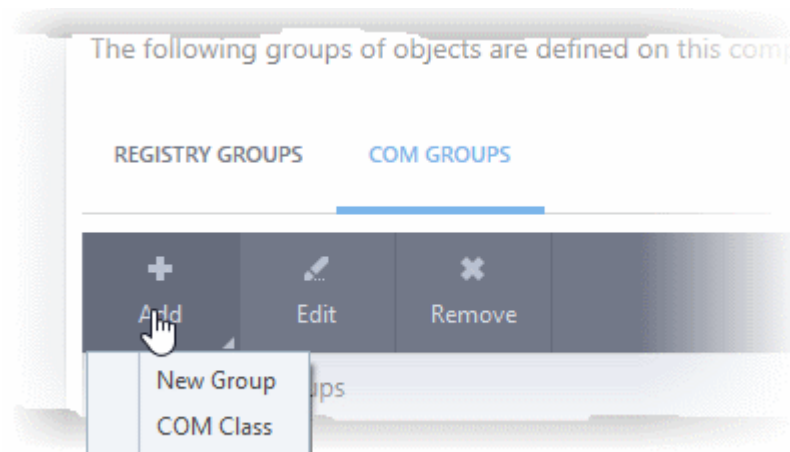 The following groups of objects are defined on this
REGISTRY GROUPS COM GROUPS
Add Edit Remove
New Group
COM Class